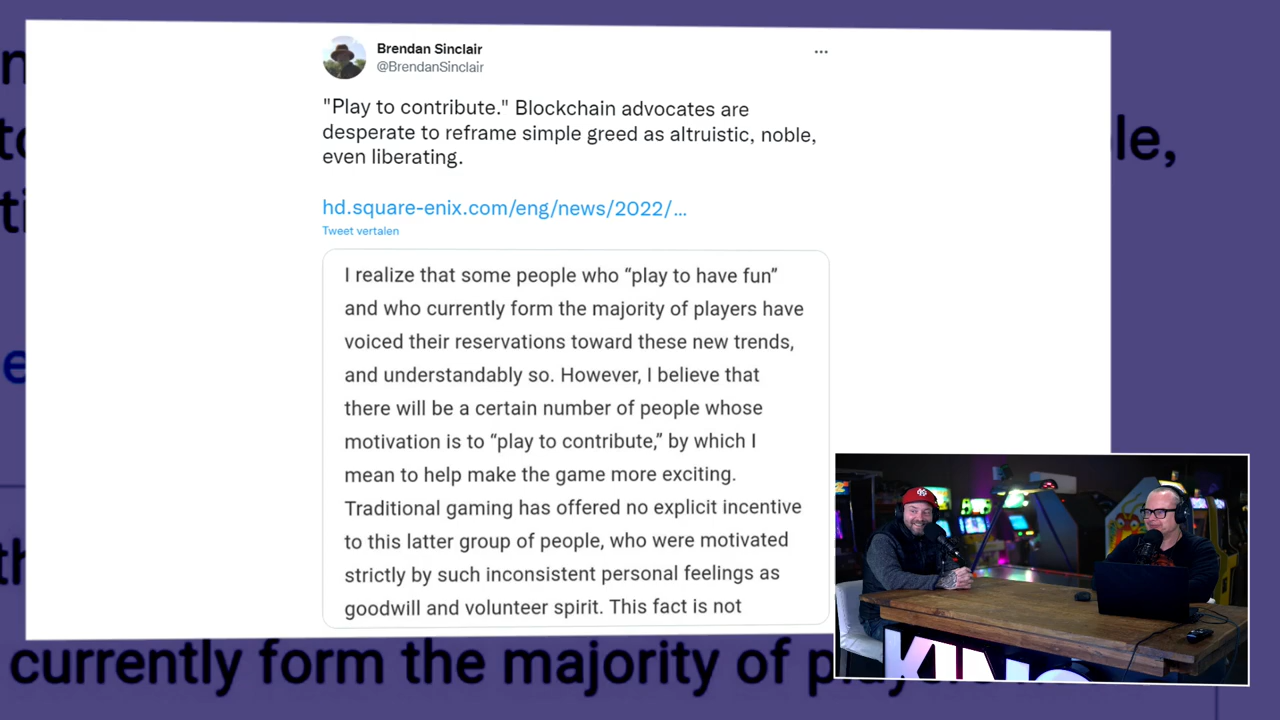 Brendan Sinclair
@BrendanSinclair
"Play to contribute." Blockchain advocates are
desperate to reframe simple greed as altruistic, noble,
even liberating.
hd.square-enix.com/eng/news/2022/...
Tweet vertalen
I realize that some people who “play to have fun”
and who currently form the majority of players have
voiced their reservations toward these new trends,
and understandably so. However, I believe that
there will be a certain number of people whose
motivation is to “play to contribute,” by which I
mean to help make the game more exciting.
Traditional gaming has offered no explicit incentive
to this latter group of people, who were motivated
strictly by such inconsistent personal feelings as
goodwill and volunteer spirit. This fact is not
le,
currently form the majority of